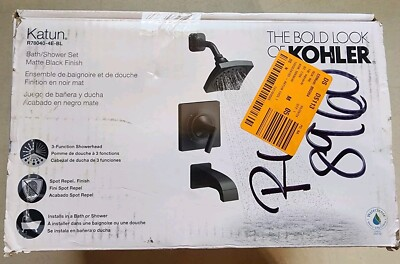 Katun.
R78040-4E-BL
Bath/Shower Set
Matte Black Finish
Ensemble de baignoire et de douche
Finition en noir mat
Juego de bañera y ducha
Acabado en negro mate
THE BOLD LOOK
OF KOHLER
3-Function Showerhead
Pomme de douche à 3 fonctions
Cabezal de ducha de 3 funciones
Spot Repel. Finish
Fini Spot Repel
Acabado Spot Repel
Installs in a Bath or Shower
À installer dans une baignoire ou une douche
Se instala en bañera o ducha